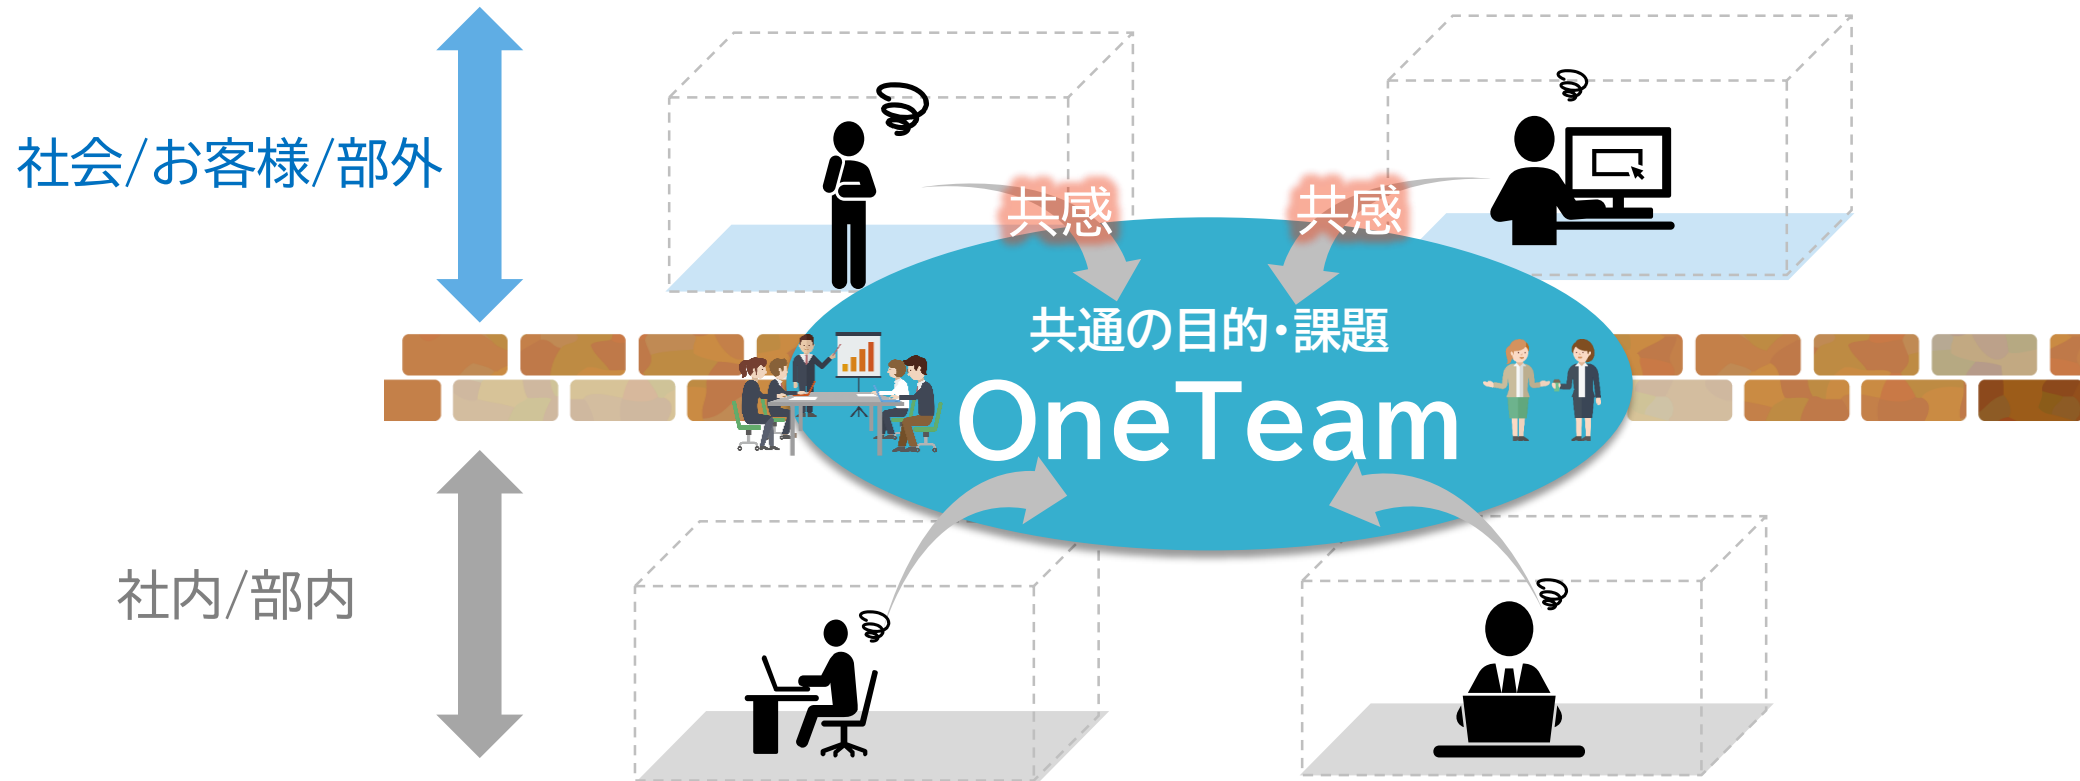 社会/お客様/部外
共感
共感
共通の目的・課題
OneTeam
社内/部内